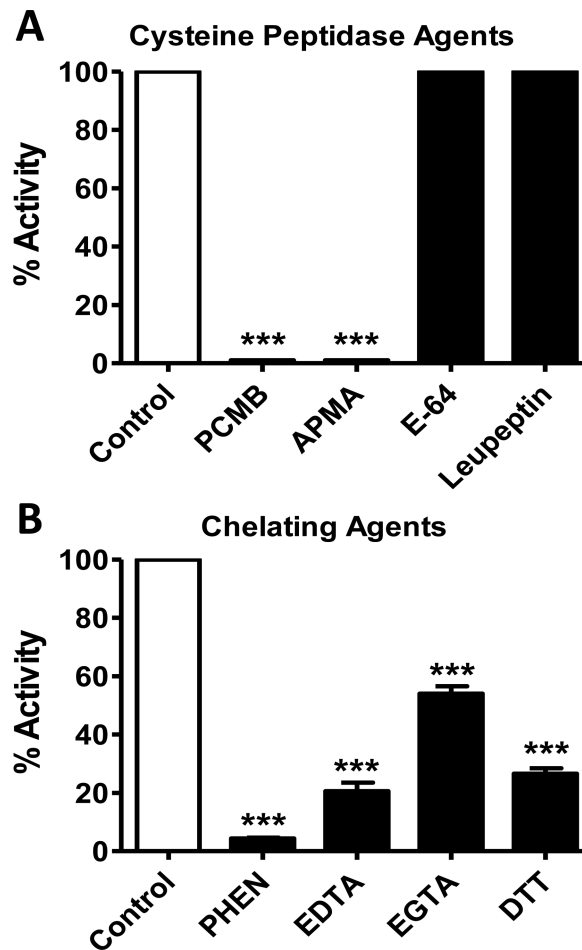 A
Cysteine Peptidase Agents
% Activity
100
80
60
40
20
0
*** ***
Control PCMB APMA E-64 Leupeptin
B
Chelating Agents
% Activity
100
80
60
40
20
0
*** *** *** ***
Control PHEN EDTA EGTA DTT